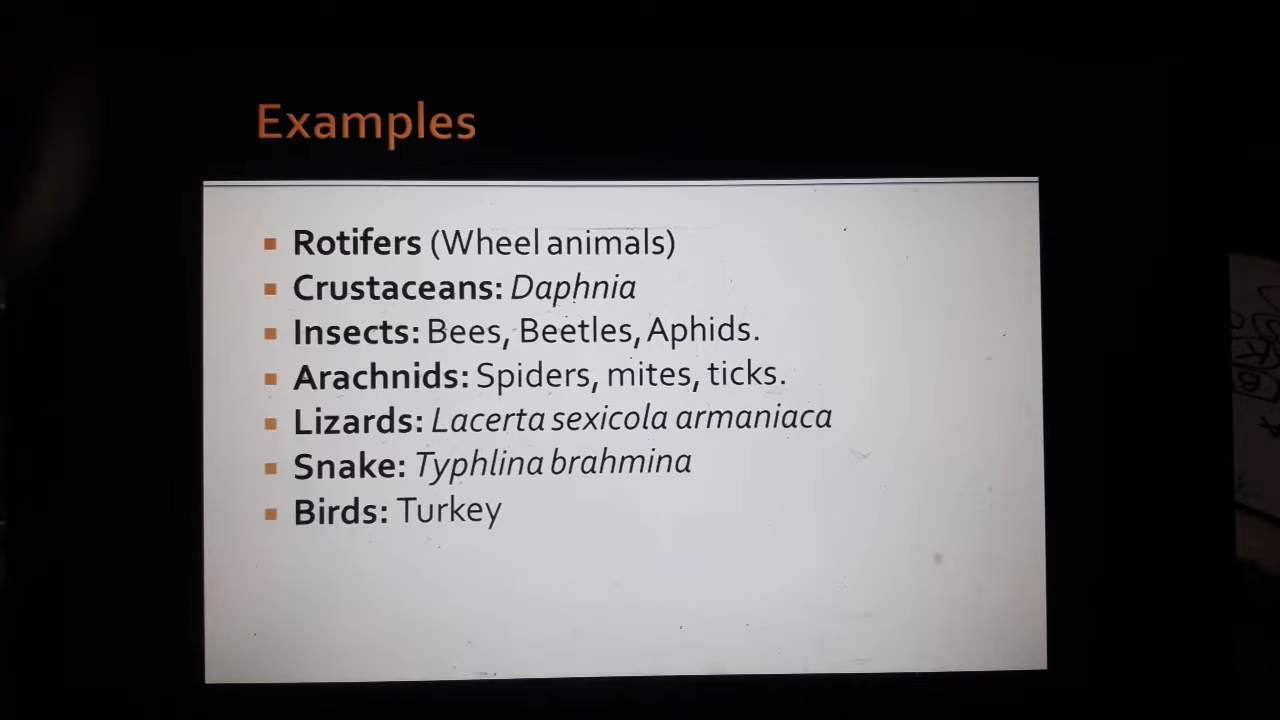 Examples
Rotifers (Wheel animals)
Crustaceans: Daphnia
Insects: Bees, Beetles, Aphids.
Arachnids: Spiders, mites, ticks.
Lizards: Lacerta sexicola armaniaca
Snake: Typhlina brahmina
Birds: Turkey